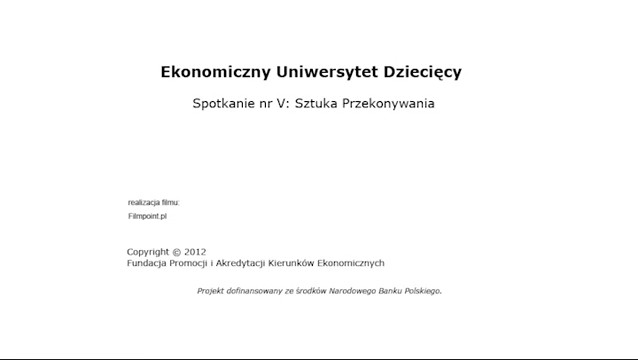 Ekonomiczny Uniwersytet Dziecięcy
Spotkanie nr V: Sztuka Przekonywania
realizacja filmu:
Filmpoint.pl
Copyright © 2012
Fundacja Promocji i Akredytacji Kierunków Ekonomicznych
Projekt dofinansowany ze środków Narodowego Banku Polskiego.